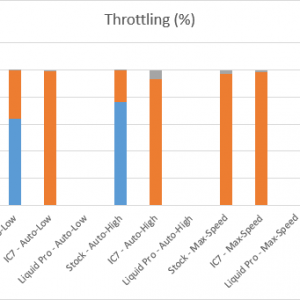 Throttling (%)
-Low
IC7 - Auto-Low
Liquid Pro - Auto-Low
Stock - Auto-High
IC7 - Auto-High
Liquid Pro - Auto-High
Stock - Max-Speed
IC7 - Max-Speed
Liquid Pro - Max-Speed